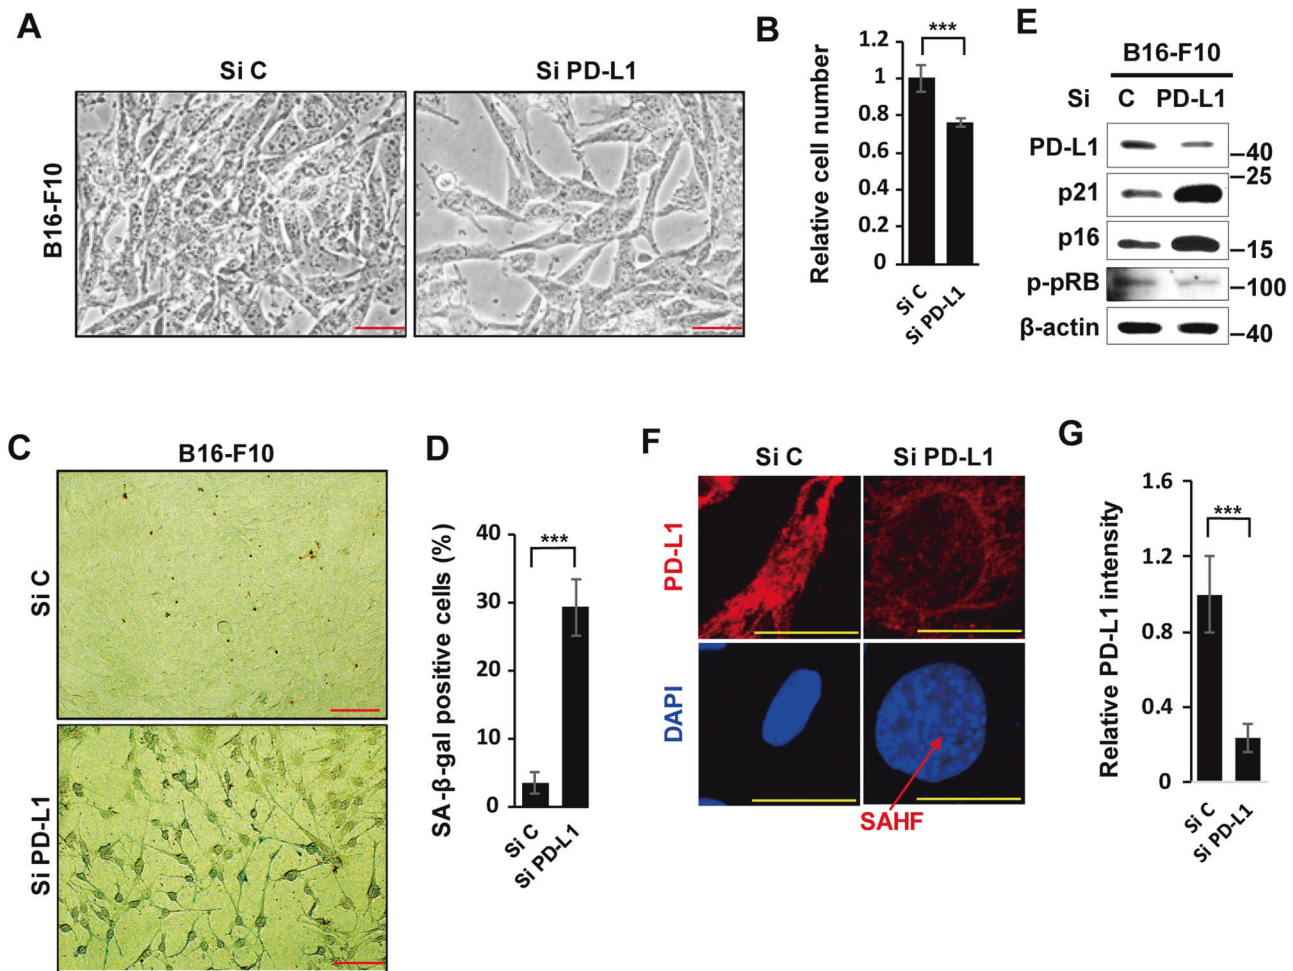 A
Si C
Si PD-L1
B16-F10
B
Relative cell number
1.2
1
0.8
0.6
0.4
0.2
0
***
Si C
Si PD-L1
E
B16-F10
Si C PD-L1
PD-L1
–40
–25
p21
p16
–15
p-pRB
–100
β-actin
–40
C
B16-F10
Si C
Si PD-L1
D
SA-β-gal positive cells (%)
40
30
20
10
0
***
Si C
Si PD-L1
F
Si C
Si PD-L1
PD-L1
DAPI
SAHF
G
Relative PD-L1 intensity
1.6
1.2
0.8
0.4
0
***
Si C
Si PD-L1